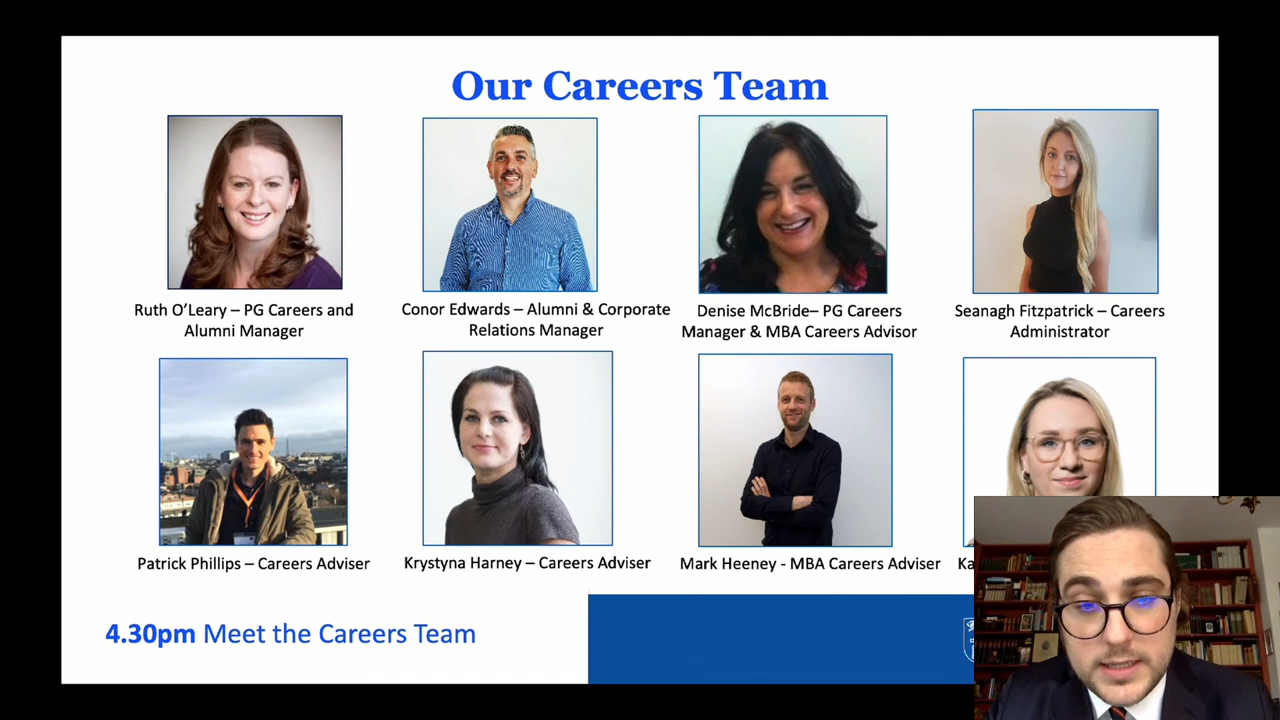 Our Careers Team
Ruth O’Leary – PG Careers and
Alumni Manager
Conor Edwards – Alumni & Corporate
Relations Manager
Denise McBride– PG Careers
Manager & MBA Careers Advisor
Seanagh Fitzpatrick – Careers
Administrator
Patrick Phillips – Careers Adviser
Krystyna Harney – Careers Adviser
Mark Heeney - MBA Careers Adviser
4.30pm Meet the Careers Team